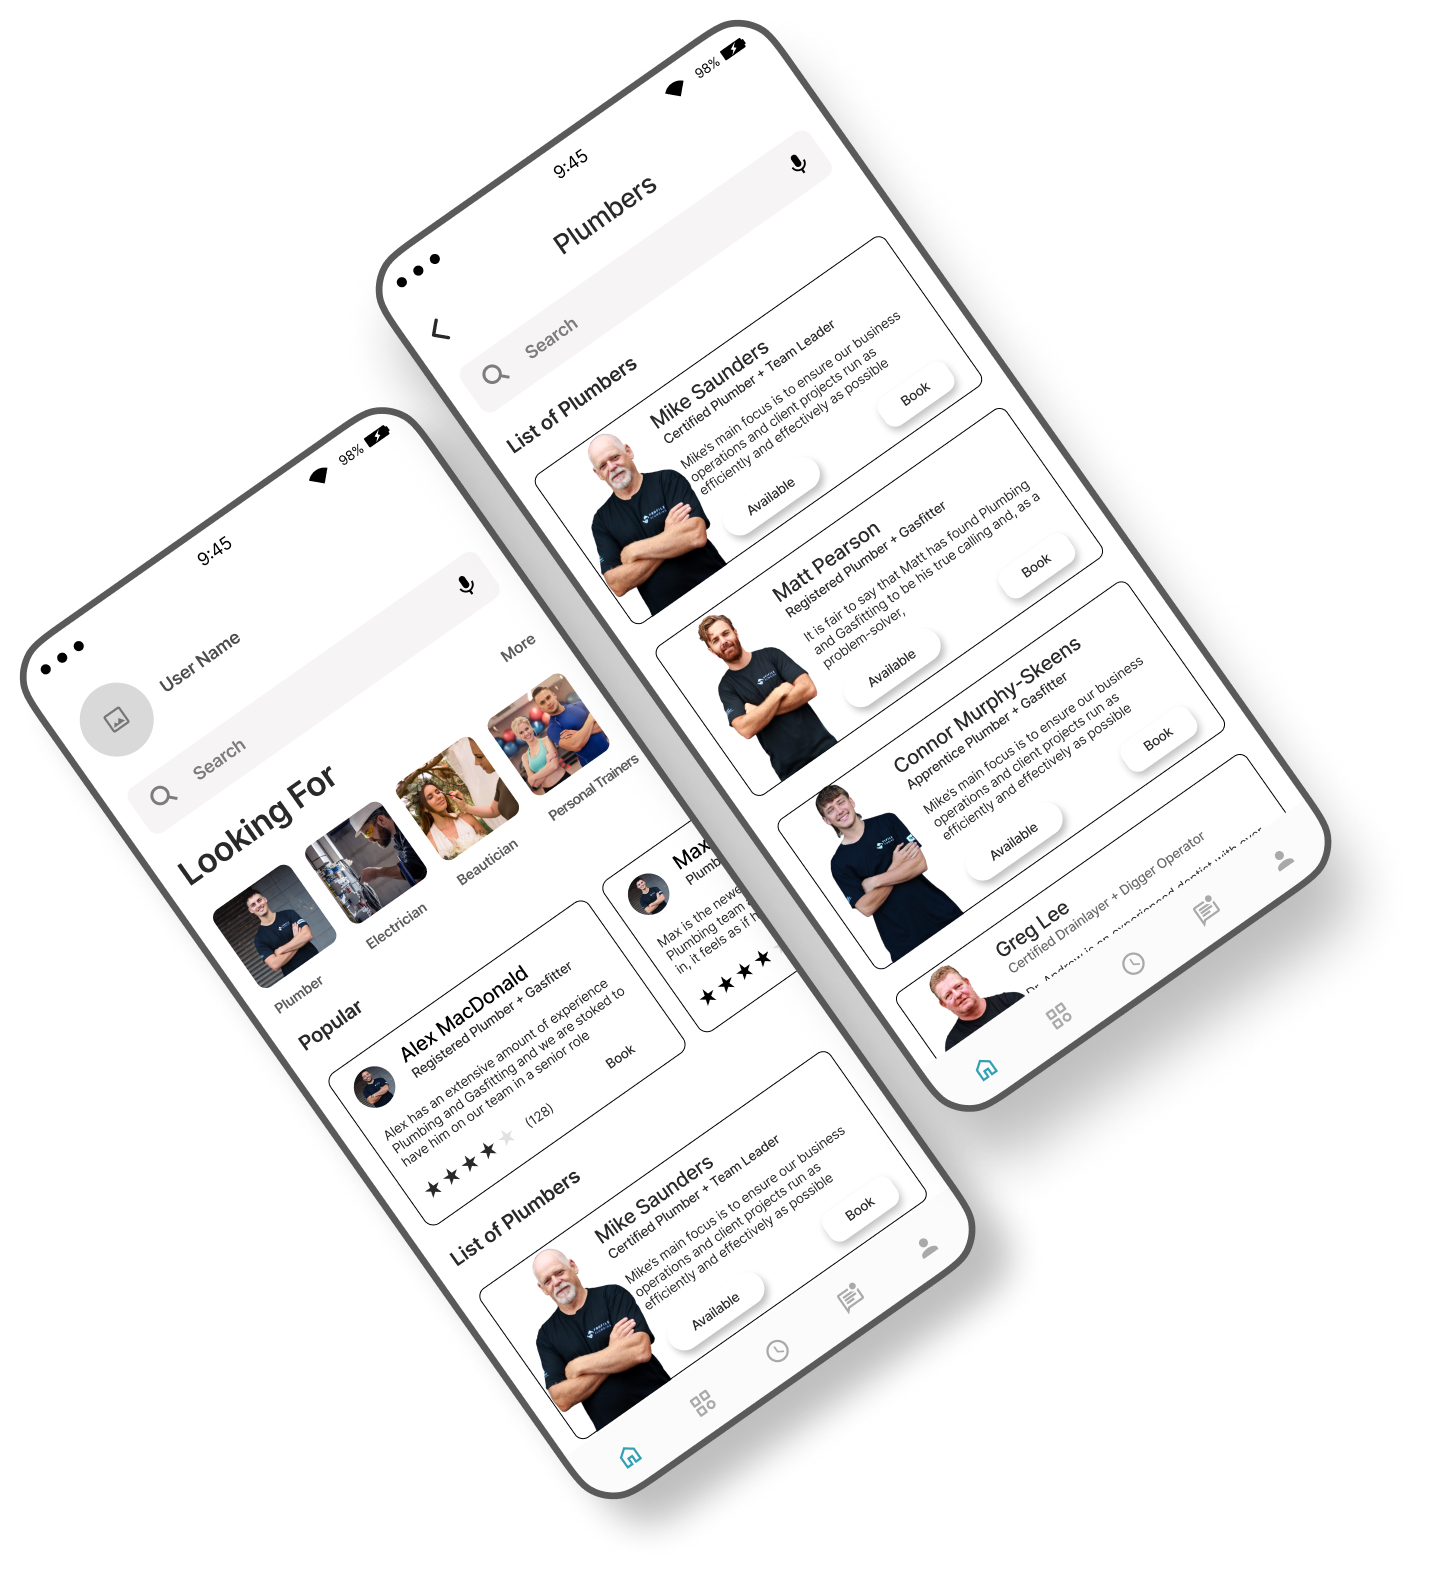 9:45
98%
User Name
Search
Looking For
More
Plumber
Electrician
Beautician
Personal Trainers
Popular
Alex MacDonald
Registered Plumber + Gasfitter
Alex has an extensive amount of experience
Plumbing and Gasfitting and we are stoked to
have him on our team in a senior role
(128)
Book
Max
Plumb
Max is the newe
Plumbing team a
in, it feels as if h
List of Plumbers
Mike Saunders
Certified Plumber + Team Leader
Mike's main focus is to ensure our business
operations and client projects run as
efficiently and effectively as possible
Available
Book
9:45
98%
Plumbers
Search
List of Plumbers
Mike Saunders
Certified Plumber + Team Leader
Mike's main focus is to ensure our business
operations and client projects run as
efficiently and effectively as possible
Available
Book
Matt Pearson
Registered Plumber + Gasfitter
It is fair to say that Matt has found Plumbing
and Gasfitting to be his true calling and, as a
problem-solver,
Available
Book
Connor Murphy-Skeens
Apprentice Plumber + Gasfitter
Mike's main focus is to ensure our business
operations and client projects run as
efficiently and effectively as possible
Available
Book
Greg Lee
Certified Drainlayer + Digger Operator
Dr. Andrew is an experienced dentist with over